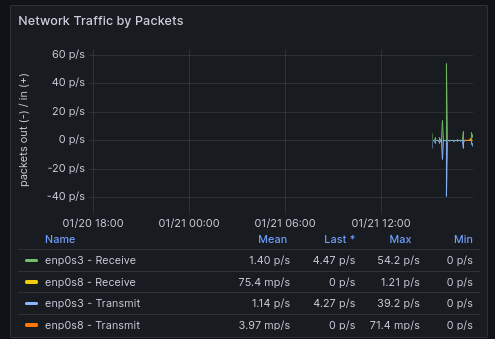 Network Traffic by Packets
packets out (-) / in (+)
60 p/s
40 p/s
20 p/s
0 p/s
-20 p/s
-40 p/s
01/20 18:00 01/21 00:00 01/21 06:00 01/21 12:00
Name Mean Last * Max Min
enp0s3 - Receive 1.40 p/s 4.47 p/s 54.2 p/s 0 p/s
enp0s8 - Receive 75.4 mp/s 0 p/s 1.21 p/s 0 p/s
enp0s3 - Transmit 1.14 p/s 4.27 p/s 39.2 p/s 0 p/s
enp0s8 - Transmit 3.97 mp/s 0 p/s 71.4 mp/s 0 p/s